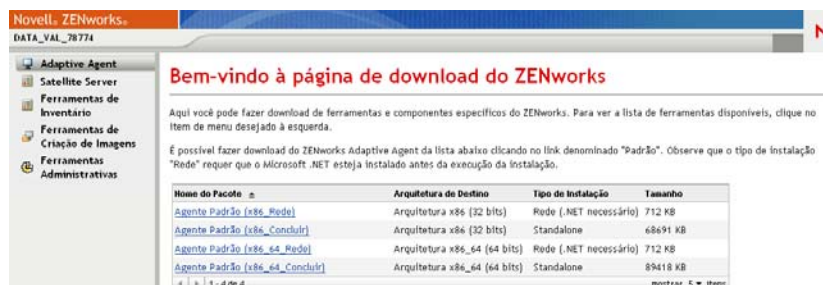 Novell® ZENworks®
DATA_VAL_78774
N
Adaptive Agent
Satellite Server
Ferramentas de
Inventário
Ferramentas de
Criação de Imagens
Ferramentas
Administrativas
Bem-vindo à página de download do ZENworks
Aqui você pode fazer download de ferramentas e componentes específicos do ZENworks. Para ver a lista de ferramentas disponíveis, clique no
item de menu desejado à esquerda.
É possível fazer download do ZENworks Adaptive Agent da lista abaixo clicando no link denominado "Padrão". Observe que o tipo de instalação
"Rede" requer que o Microsoft .NET esteja instalado antes da execução da instalação.
Nome do Pacote Arquitetura de Destino Tipo de Instalação Tamanho
Agente Padrão (x86_Rede) Arquitetura x86 (32 bits) Rede (.NET necessário) 712 KB
Agente Padrão (x86_Concluir) Arquitetura x86 (32 bits) Standalone 68691 KB
Agente Padrão (x86_64_Rede) Arquitetura x86_64 (64 bits) Rede (.NET necessário) 712 KB
Agente Padrão (x86_64_Concluir) Arquitetura x86_64 (64 bits) Standalone 89418 KB
1 - 4 de 4 mostrar 5 itens